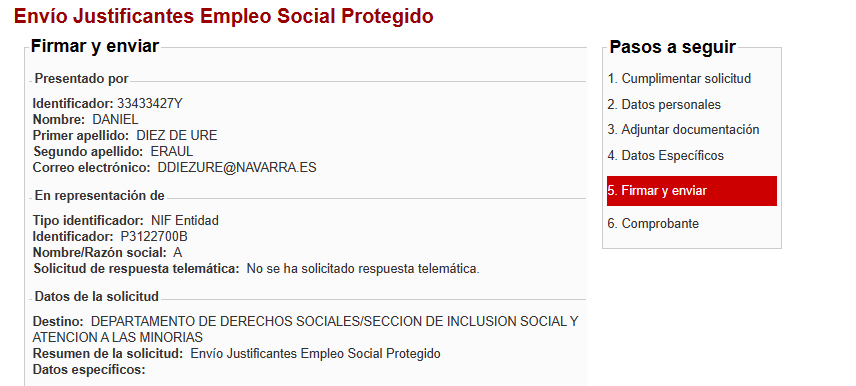 Envío Justificantes Empleo Social Protegido
Firmar y enviar
Presentado por
Identificador: 33433427Y
Nombre: DANIEL
Primer apellido: DIEZ DE URE
Segundo apellido: ERAUL
Correo electrónico: DDIEZURE@NAVARRA.ES
En representación de
Tipo identificador: NIF Entidad
Identificador: P3122700B
Nombre/Razón social: A
Solicitud de respuesta telemática: No se ha solicitado respuesta telemática.
Datos de la solicitud
Destino: DEPARTAMENTO DE DERECHOS SOCIALES/SECCION DE INCLUSION SOCIAL Y
ATENCION A LAS MINORIAS
Resumen de la solicitud: Envío Justificantes Empleo Social Protegido
Datos específicos:
Pasos a seguir
1. Cumplimentar solicitud
2. Datos personales
3. Adjuntar documentación
4. Datos Específicos
5. Firmar y enviar
6. Comprobante